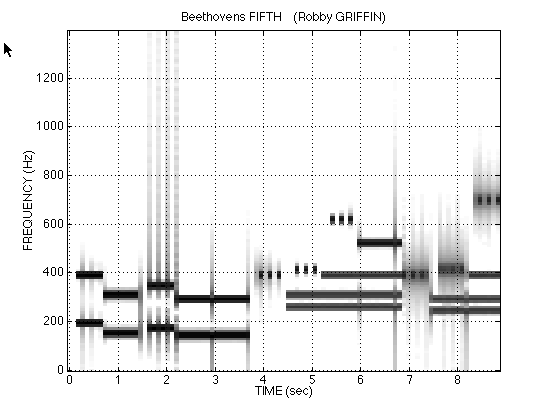 Beethovens FIFTH (Robby GRIFFIN)
FREQUENCY (Hz)
1200
1000
800
600
400
200
0
0 1 2 3 4 5 6 7 8
TIME (sec)